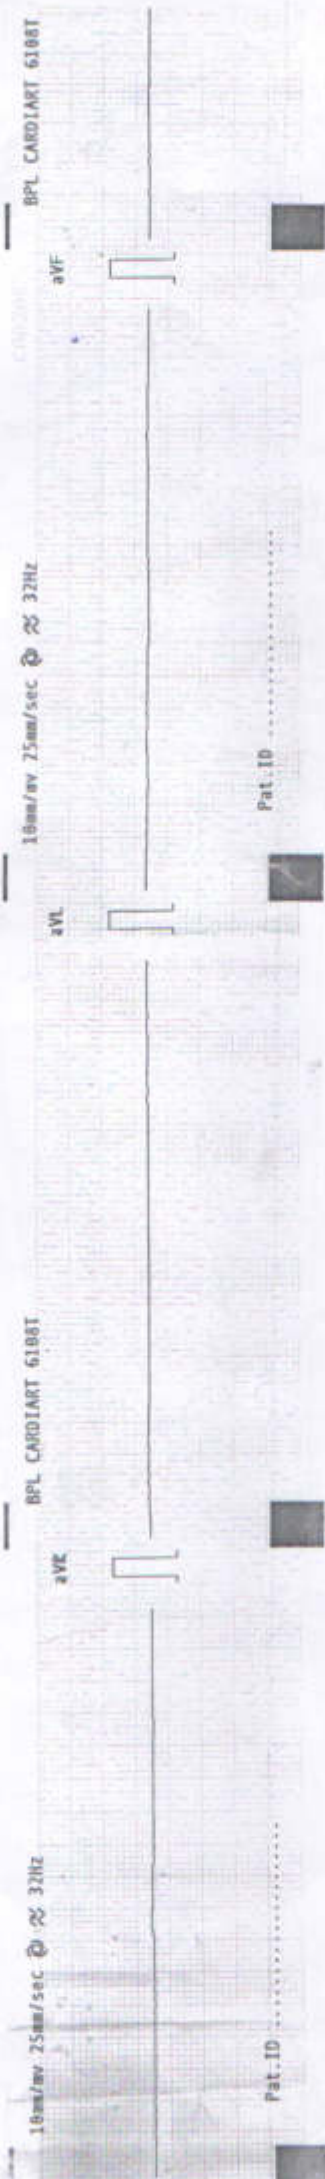 10mm/mv 25mm/sec 32Hz
Pat.ID ....................
aVR
BPL CARDIART 6108T
aVL
10mm/mv 25mm/sec 32Hz
Pat.ID ....................
aVF
BPL CARDIART 6108T